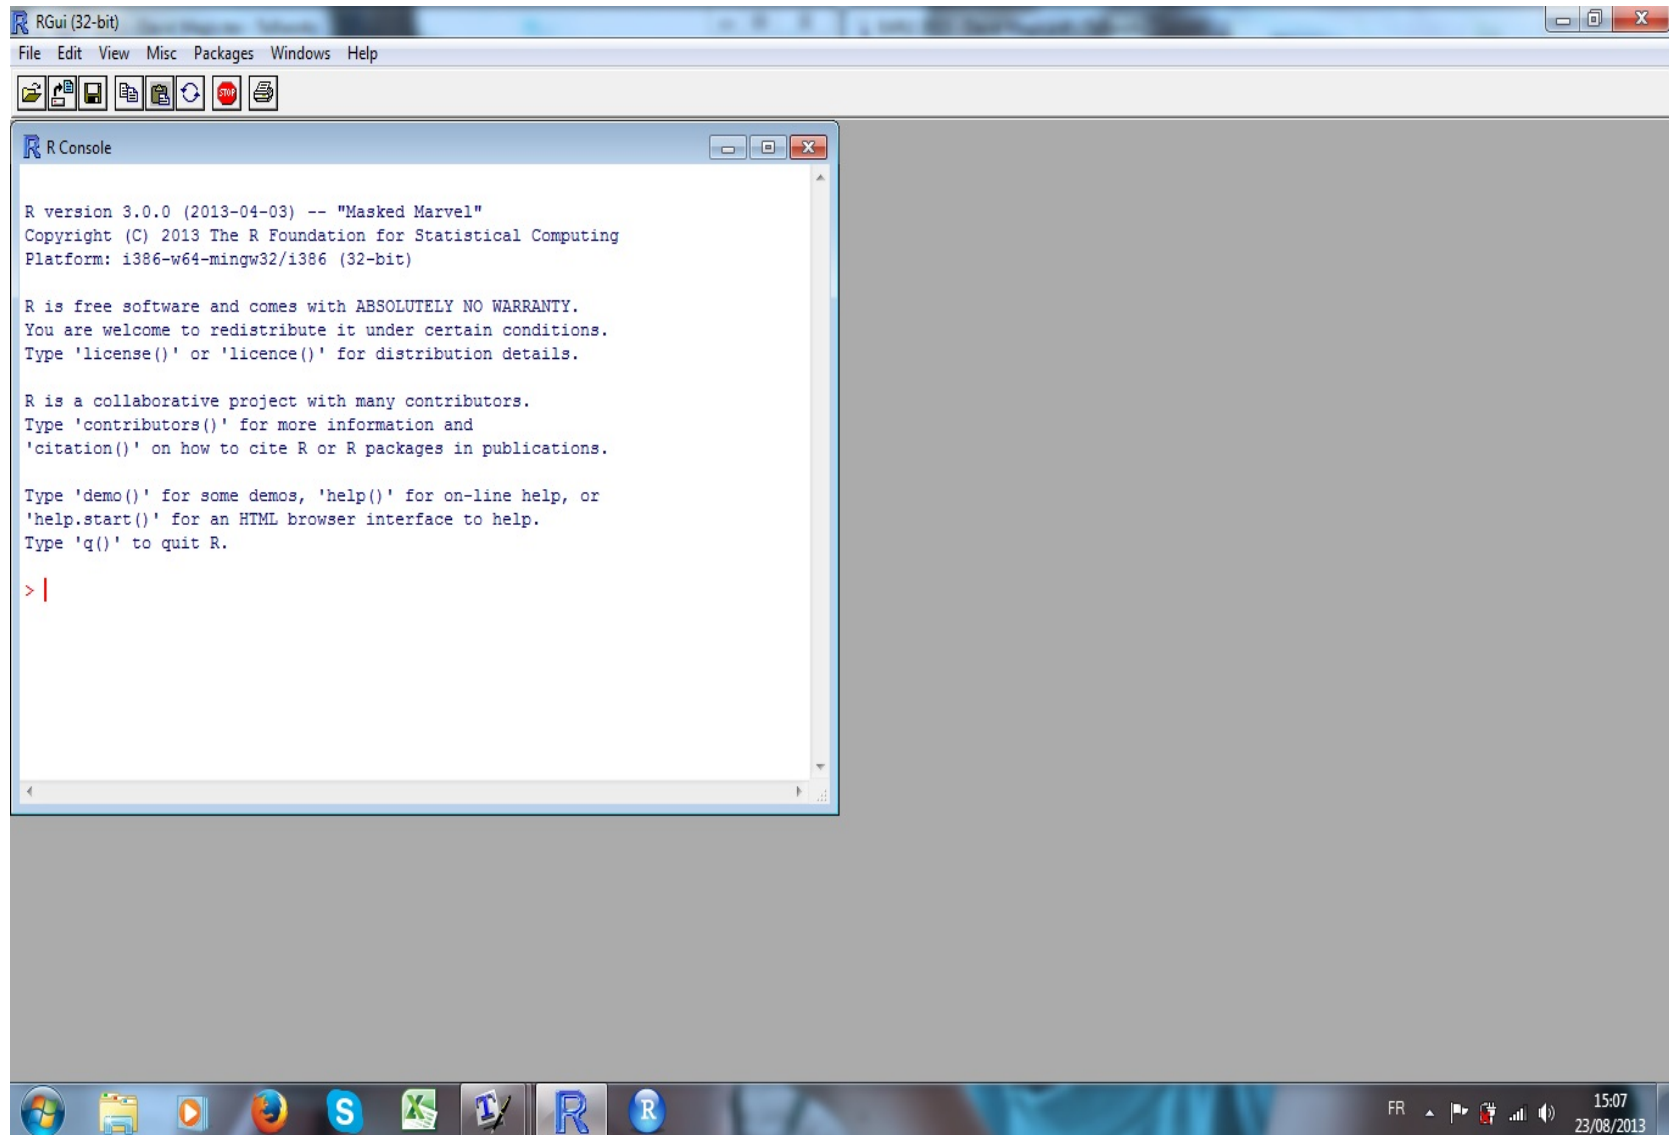 RGui (32-bit)
File Edit View Misc Packages Windows Help
STOP
R Console
R version 3.0.0 (2013-04-03) -- "Masked Marvel"
Copyright (C) 2013 The R Foundation for Statistical Computing
Platform: i386-w64-mingw32/i386 (32-bit)
R is free software and comes with ABSOLUTELY NO WARRANTY.
You are welcome to redistribute it under certain conditions.
Type 'license()' or 'licence()' for distribution details.
R is a collaborative project with many contributors.
Type 'contributors()' for more information and
'citation()' on how to cite R or R packages in publications.
Type 'demo()' for some demos, 'help()' for on-line help, or
'help.start()' for an HTML browser interface to help.
Type 'q()' to quit R.
>
FR
15:07
23/08/2013